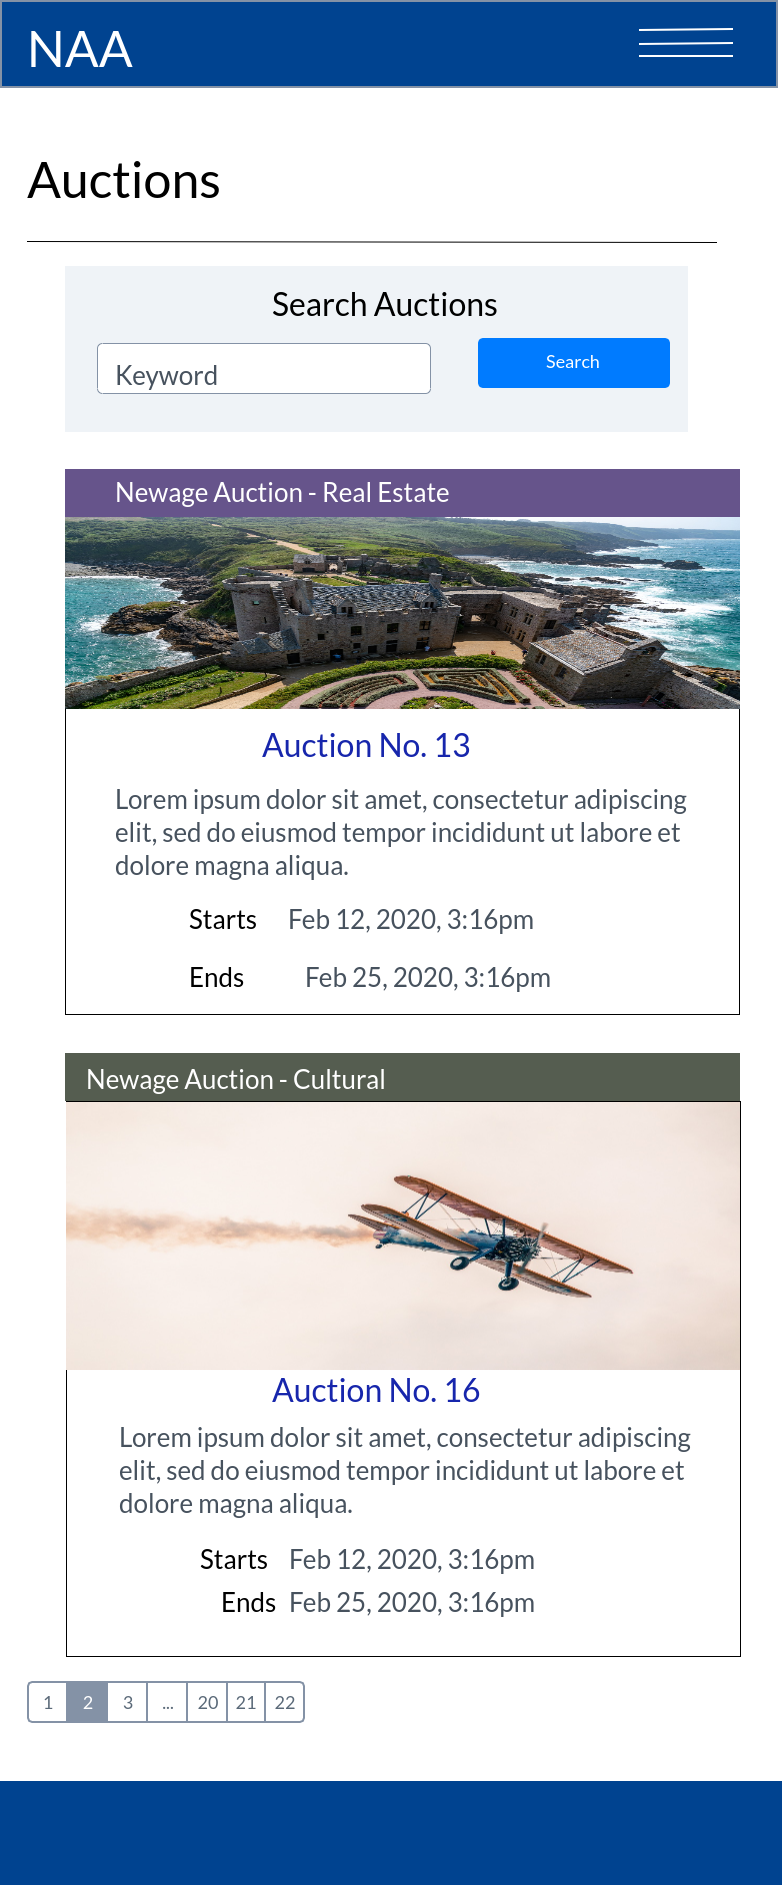 NAA
Auctions
Search Auctions
Keyword
Search
Newage Auction - Real Estate
Auction No. 13
Lorem ipsum dolor sit amet, consectetur adipiscing
elit, sed do eiusmod tempor incididunt ut labore et
dolore magna aliqua.
Starts Feb 12, 2020, 3:16pm
Ends Feb 25, 2020, 3:16pm
Newage Auction - Cultural
Auction No. 16
Lorem ipsum dolor sit amet, consectetur adipiscing
elit, sed do eiusmod tempor incididunt ut labore et
dolore magna aliqua.
Starts Feb 12, 2020, 3:16pm
Ends Feb 25, 2020, 3:16pm
1 2 3 ... 20 21 22